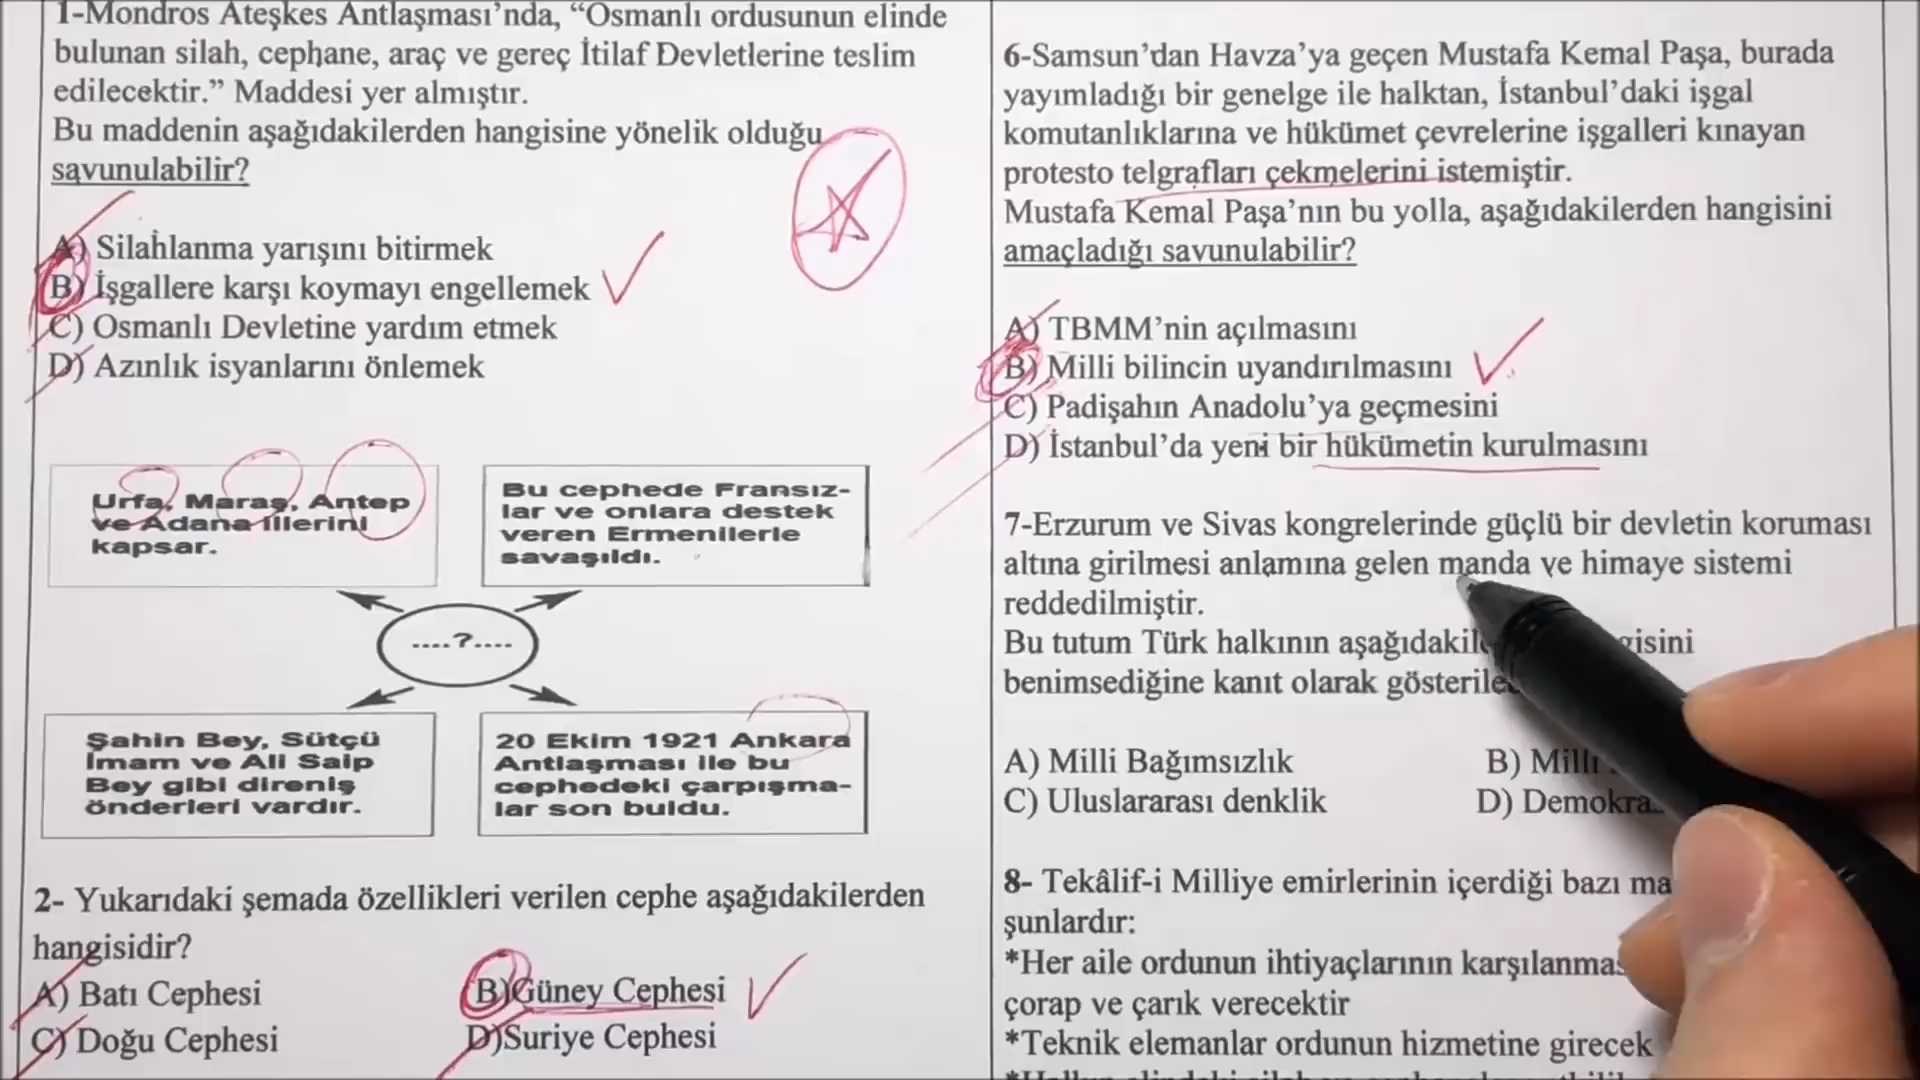 1-Mondros Ateşkes Antlaşması’nda, “Osmanlı ordusunun elinde
bulunan silah, cephane, araç ve gereç İtilaf Devletlerine teslim
edilecektir.” Maddesi yer almıştır.
Bu maddenin aşağıdakilerden hangisine yönelik olduğu
savunulabilir?
A) Silahlanma yarışını bitirmek
B) İşgallere karşı koymayı engellemek
C) Osmanlı Devletine yardım etmek
D) Azınlık isyanlarını önlemek
Urfa, Maraş, Antep
ve Adana illerini
kapsar.
Bu cephede Fransız-
lar ve onlara destek
veren Ermenilerle
savaşıldı.
....?....
Şahin Bey, Sütçü
İmam ve Ali Saip
Bey gibi direniş
önderleri vardır.
20 Ekim 1921 Ankara
Antlaşması ile bu
cephedeki çarpışma-
lar son buldu.
2- Yukarıdaki şemada özellikleri verilen cephe aşağıdakilerden
hangisidir?
A) Batı Cephesi
B)Güney Cephesi
C) Doğu Cephesi
D)Suriye Cephesi
6-Samsun’dan Havza’ya geçen Mustafa Kemal Paşa, burada
yayımladığı bir genelge ile halktan, İstanbul’daki işgal
komutanlıklarına ve hükümet çevrelerine işgalleri kınayan
protesto telgrafları çekmelerini istemiştir.
Mustafa Kemal Paşa’nın bu yolla, aşağıdakilerden hangisini
amaçladığı savunulabilir?
A) TBMM’nin açılmasını
B) Milli bilincin uyandırılmasını
C) Padişahın Anadolu’ya geçmesini
D) İstanbul’da yeni bir hükümetin kurulmasını
7-Erzurum ve Sivas kongrelerinde güçlü bir devletin koruması
altına girilmesi anlamına gelen manda ve himaye sistemi
reddedilmiştir.
Bu tutum Türk halkının
benimsediğine kanıt olarak
A) Milli Bağımsızlık
B) Milli
C) Uluslararası denklik
D)
8- Tekâlif-i Milliye emirlerinin içerdiği bazı
şunlardır:
*Her aile ordunun ihtiyaçlarının
çorap ve çarık verecektir
*Teknik elemanlar ordunun hizmetine girecek